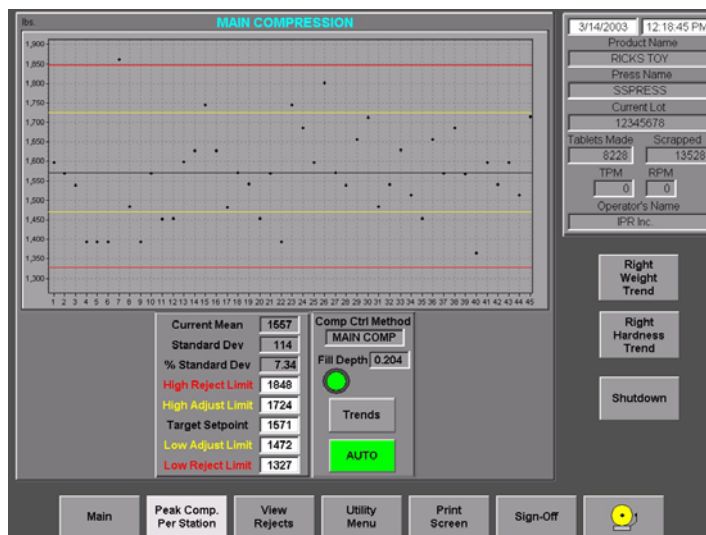 lbs.
MAIN COMPRESSION
1,900
1,850
1,800
1,750
1,700
1,650
1,600
1,550
1,500
1,450
1,400
1,350
1,300
1 2 3 4 5 6 7 8 9 10 11 12 13 14 15 16 17 18 19 20 21 22 23 24 25 26 27 28 29 30 31 32 33 34 35 36 37 38 39 40 41 42 43 44 45
3/14/2003 12:18:45 PM
Product Name
RICKS TOY
Press Name
SSPRESS
Current Lot
12345678
Tablets Made Scrapped
8228 13528
TPM RPM
0 0
Operator's Name
IPR Inc.
Right
Weight
Trend
Right
Hardness
Trend
Shutdown
Current Mean 1557
Standard Dev 114
% Standard Dev 7.34
High Reject Limit 1848
High Adjust Limit 1724
Target Setpoint 1571
Low Adjust Limit 1472
Low Reject Limit 1327
Comp Ctrl Method
MAIN COMP
Fill Depth 0.204
Trends
AUTO
Main
Peak Comp.
Per Station
View
Rejects
Utility
Menu
Print
Screen
Sign-Off